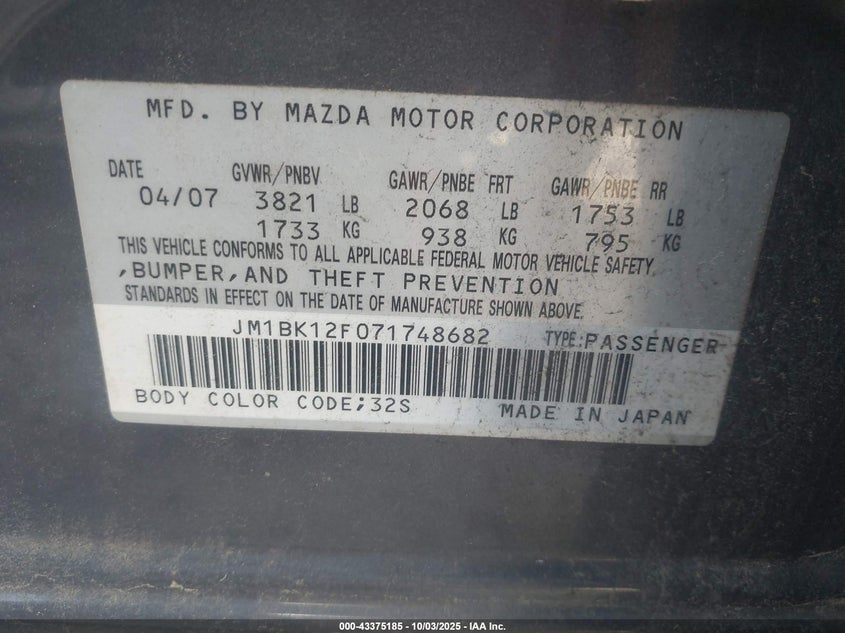 MFD. BY MAZDA MOTOR CORPORATION
DATE GVWR/PNBV GAWR/PNBE FRT GAWR/PNBE RR
04/07 3821 LB 2068 LB 1753 LB
1733 KG 938 KG 795 KG
THIS VEHICLE CONFORMS TO ALL APPLICABLE FEDERAL MOTOR VEHICLE SAFETY
,BUMPER,AND THEFT PREVENTION
STANDARDS IN EFFECT ON THE DATE OF MANUFACTURE SHOWN ABOVE.
JM1BK12F071748682 TYPE:PASSENGER
BODY COLOR CODE;32S MADE IN JAPAN
000-43375185 - 10/03/2025 - IAA Inc.